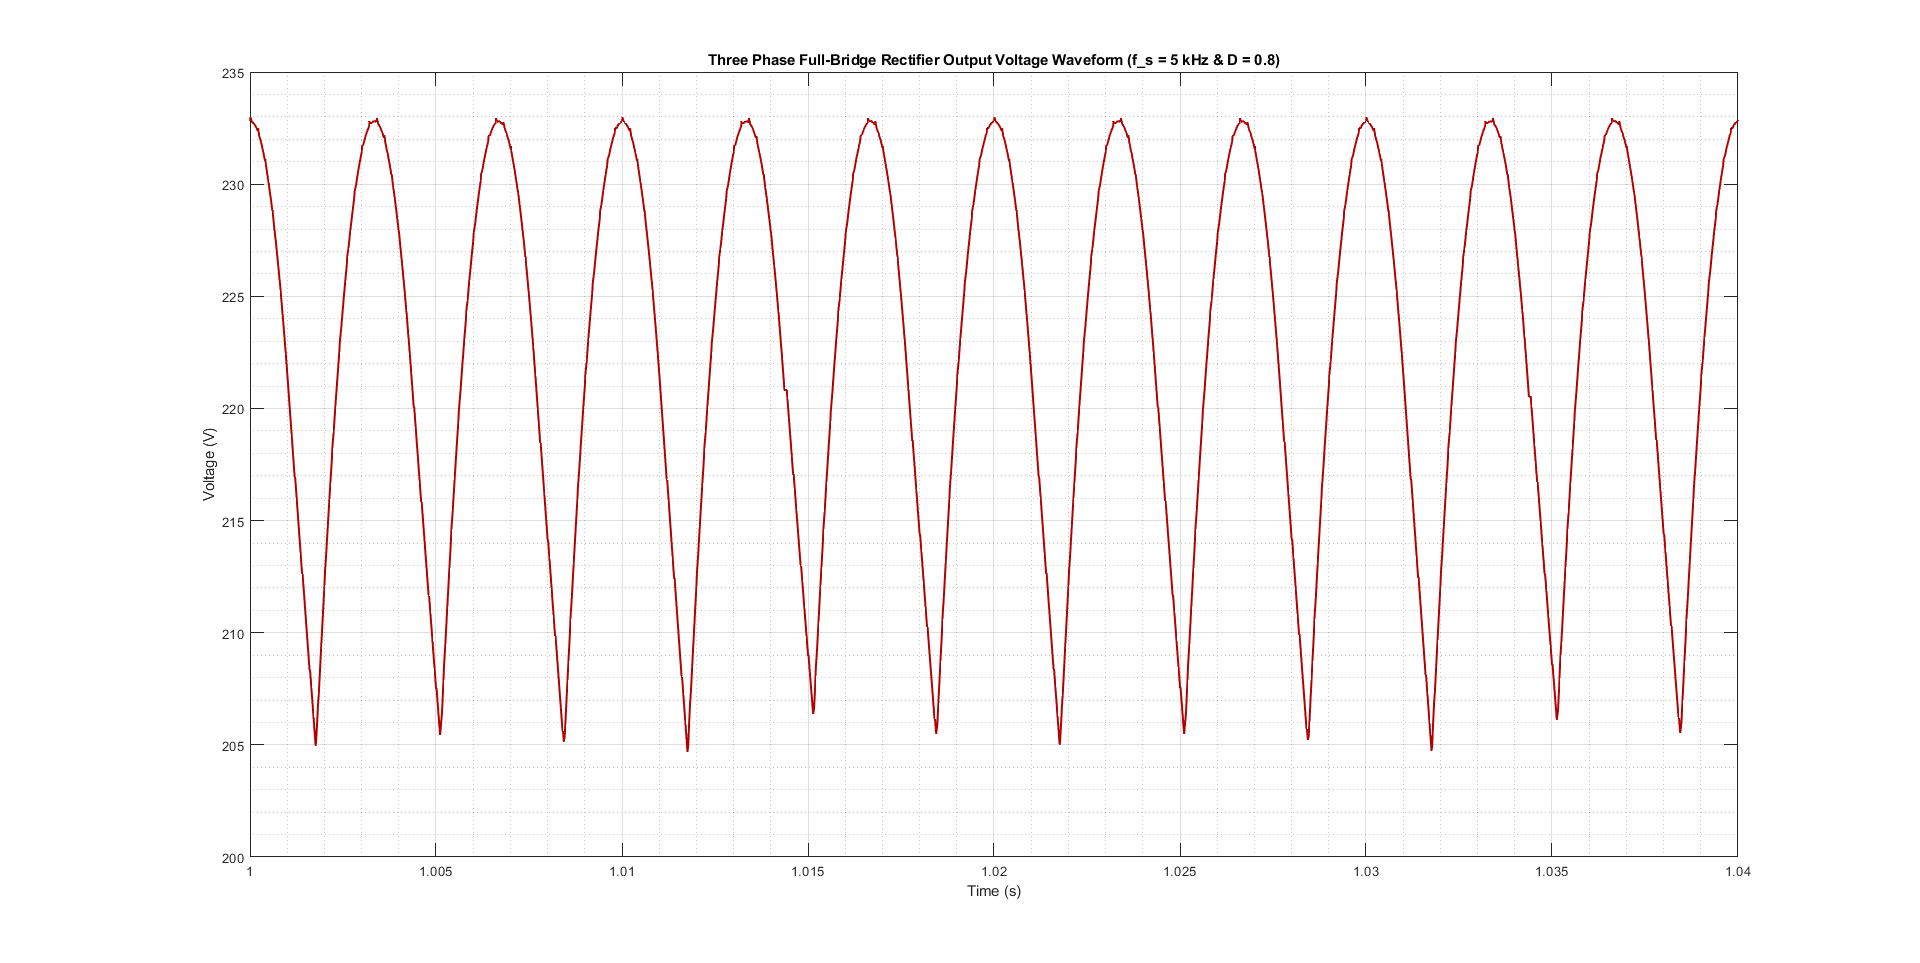 Three Phase Full-Bridge Rectifier Output Voltage Waveform (f_s = 5 kHz & D = 0.8)
235
230
225
220
215
210
205
200
Voltage (V)
1 1.005 1.01 1.015 1.02 1.025 1.03 1.035 1.04
Time (s)